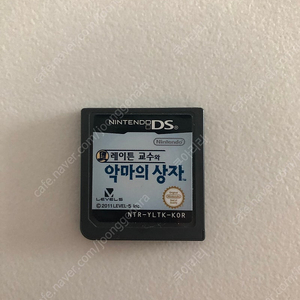 NINTENDO DS
Nintendo
레이튼 교수와
악마의 상자
LEVEL5
©2011 LEVEL-5 Inc.
NTR-YLTK-KOR